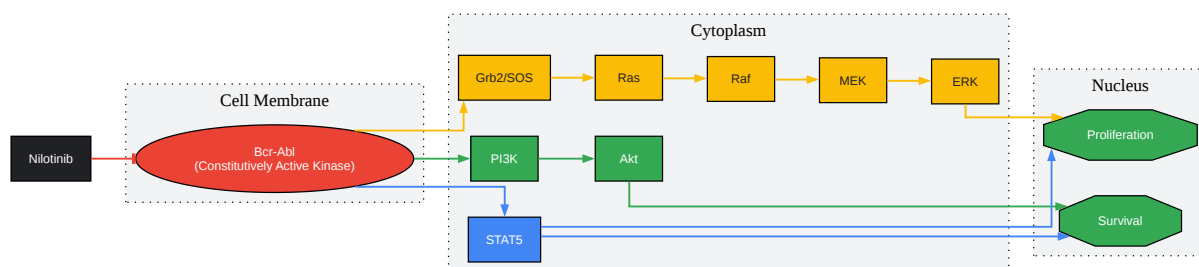 Cytoplasm
Cell Membrane
Nucleus
Grb2/SOS
Ras
Raf
MEK
ERK
Nilotinib
Bcr-Abl
(Constitutively Active Kinase)
PI3K
Akt
STAT5
Proliferation
Survival